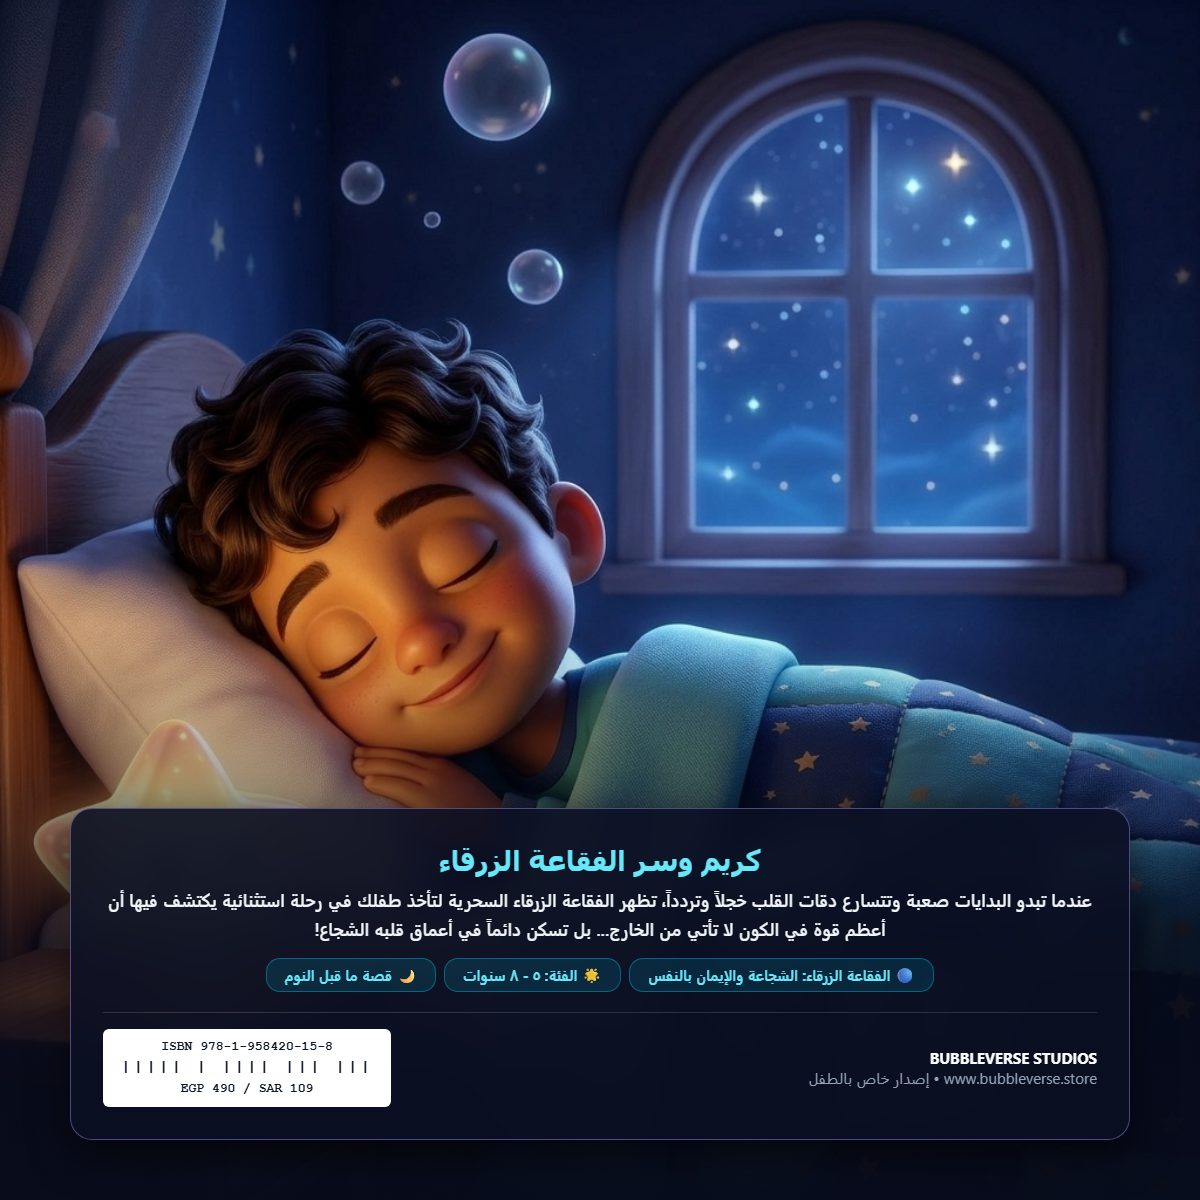 كريم وسر الفقاعة الزرقاء
عندما تبدو البدايات صعبة وتتسارع دقات القلب خجلاً وتردداً، تظهر الفقاعة الزرقاء السحرية لتأخذ طفلك في رحلة استثنائية يكتشف فيها أن
أعظم قوة في الكون لا تأتي من الخارج... بل تسكن دائماً في أعماق قلبه الشجاع!
الفقاعة الزرقاء: الشجاعة والإيمان بالنفس
الفئة: ٥ - ٨ سنوات
قصة ما قبل النوم
BUBBLEVERSE STUDIOS
www.bubbleverse.store • إصدار خاص بالطفل
ISBN 978-1-958420-15-8
EGP 490 / SAR 109